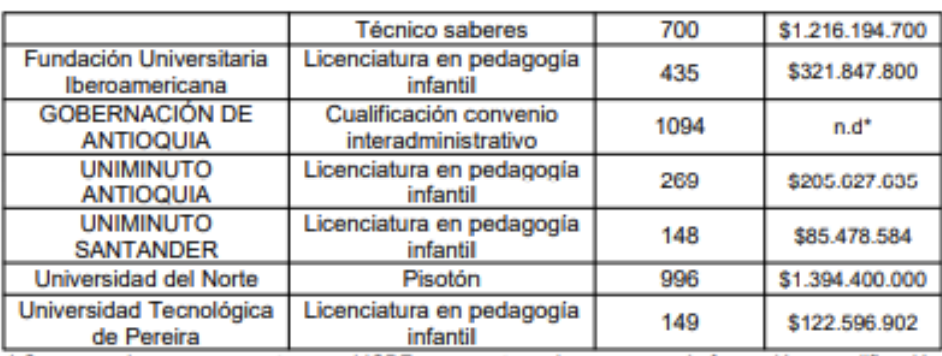 Técnico saberes 700 $1.216.194.700
Fundación Universitaria Iberoamericana Licenciatura en pedagogía infantil 435 $321.847.800
GOBERNACIÓN DE ANTIOQUIA Cualificación convenio interadministrativo 1094 n.d*
UNIMINUTO ANTIOQUIA Licenciatura en pedagogía infantil 269 $205.027.035
UNIMINUTO SANTANDER Licenciatura en pedagogía infantil 148 $85.478.584
Universidad del Norte Pisotón 996 $1.394.400.000
Universidad Tecnológica de Pereira Licenciatura en pedagogía infantil 149 $122.596.902